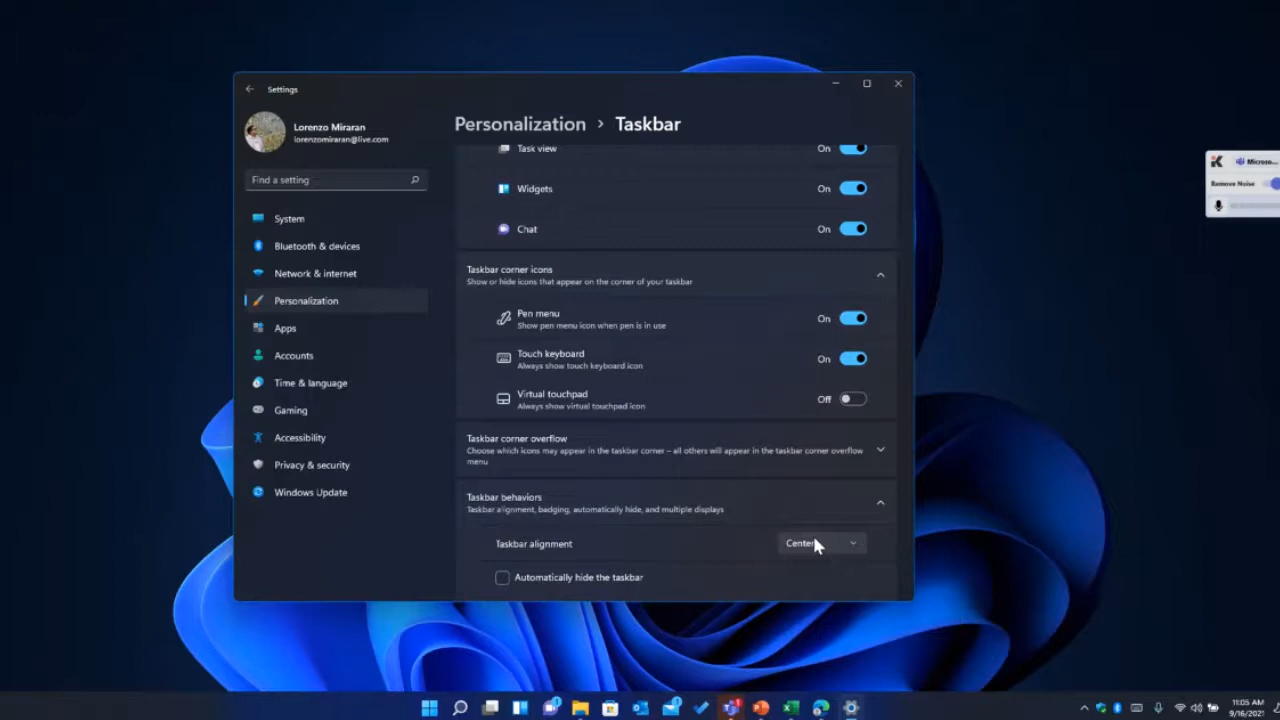 Settings
Lorenzo Miraran
lorenzomiraran@live.com
Find a setting
System
Bluetooth & devices
Network & internet
Personalization
Apps
Accounts
Time & language
Gaming
Accessibility
Privacy & security
Windows Update
Personalization > Taskbar
Task view On
Widgets On
Chat On
Taskbar corner icons
Show or hide icons that appear on the corner of your taskbar
Pen menu
Show pen menu icon when pen is in use
On
Touch keyboard
Always show touch keyboard icon
On
Virtual touchpad
Always show virtual touchpad icon
Off
Taskbar corner overflow
Choose which icons may appear in the taskbar corner – all others will appear in the taskbar corner overflow
menu
Taskbar behaviors
Taskbar alignment, badging, automatically hide, and multiple displays
Taskbar alignment Center
Automatically hide the taskbar
Microso...
Remove Noise
11:05 AM